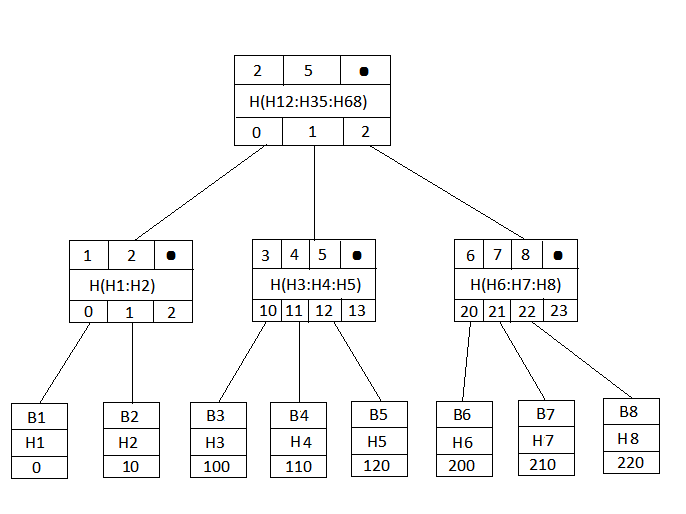 2 5 ●
H(H12:H35:H68)
0 1 2
1 2 ●
H(H1:H2)
0 1 2
3 4 5 ●
H(H3:H4:H5)
10 11 12 13
6 7 8 ●
H(H6:H7:H8)
20 21 22 23
B1
H1
0
B2
H2
10
B3
H3
100
B4
H4
110
B5
H5
120
B6
H6
200
B7
H7
210
B8
H8
220